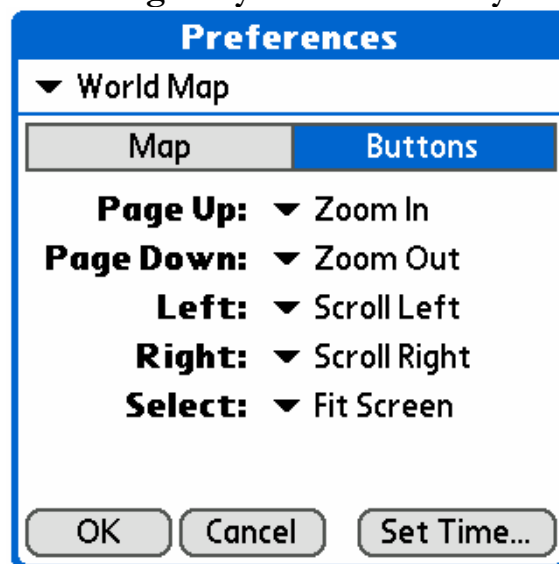 Preferences
World Map
Map Buttons
Page Up: Zoom In
Page Down: Zoom Out
Left: Scroll Left
Right: Scroll Right
Select: Fit Screen
OK Cancel Set Time...